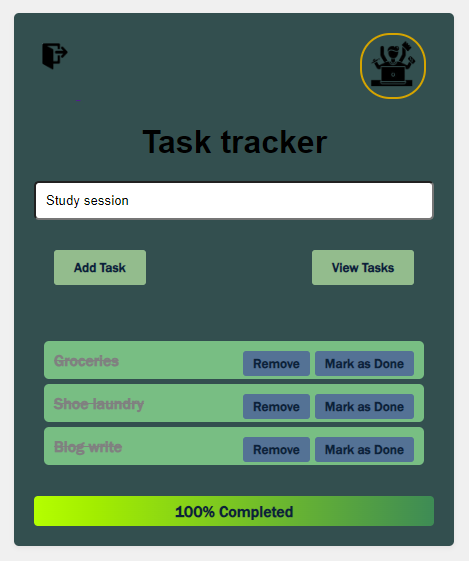 Task tracker
Study session
Add Task View Tasks
Groceries Remove Mark as Done
Shoe laundry Remove Mark as Done
Blog write Remove Mark as Done
100% Completed